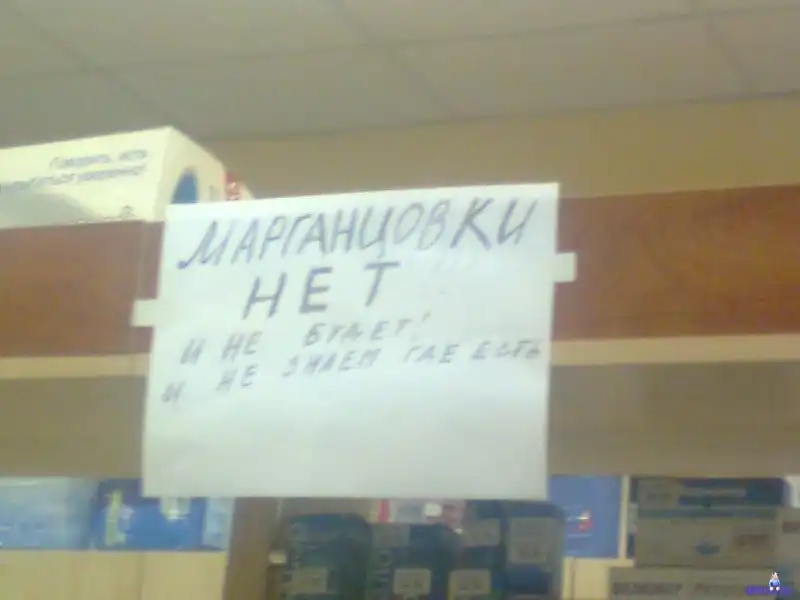 МАРГАНЦОВКИ
НЕТ
И НЕ БУДЕТ!
И НЕ ЗНАЕМ ГДЕ ЕСТЬ